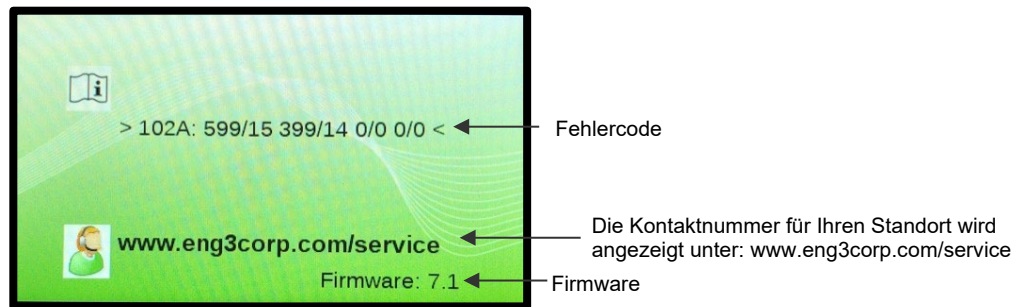 > 102A: 599/15 399/14 0/0 0/0 <
Fehlercode
www.eng3corp.com/service
Die Kontaktnummer für Ihren Standort wird
angezeigt unter: www.eng3corp.com/service
Firmware: 7.1
Firmware